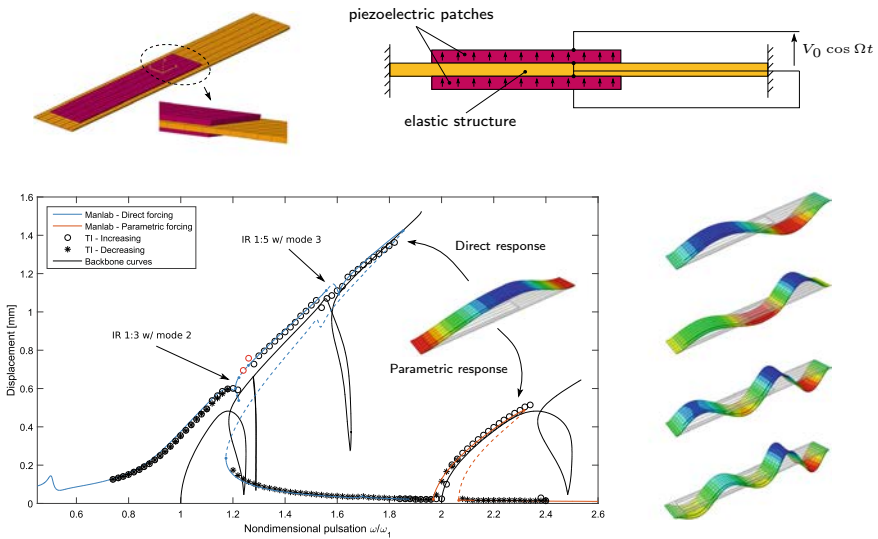 piezoelectric patches
V₀ cos Ωt
elastic structure
Manlab - Direct forcing
Manlab - Parametric forcing
TI - Increasing
TI - Decreasing
Backbone curves
IR 1:5 w/ mode 3
Direct response
IR 1:3 w/ mode 2
Parametric response
Displacement [mm]
1.6
1.4
1.2
1
0.8
0.6
0.4
0.2
0
0.6 0.8 1.0 1.2 1.4 1.6 1.8 2.0 2.2 2.4 2.6
Nondimensional pulsation ω/ω₁